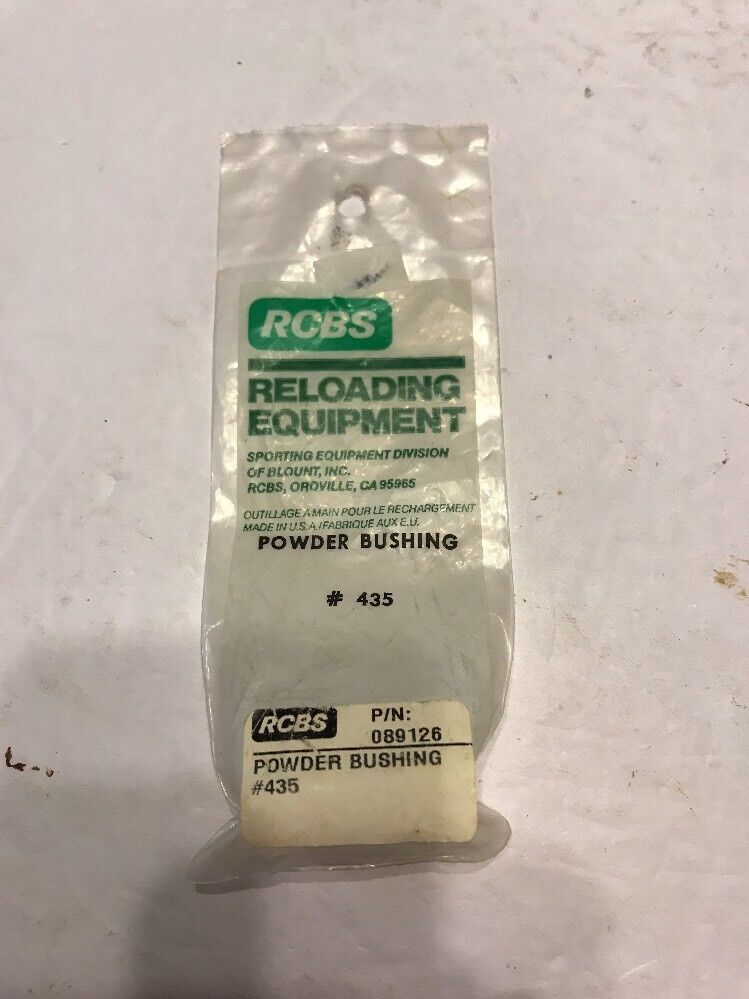 RCBS
RELOADING
EQUIPMENT
SPORTING EQUIPMENT DIVISION
OF BLOUNT, INC.
RCBS, OROVILLE, CA 95965
OUTILLAGE A MAIN POUR LE RECHARGEMENT
MADE IN U.S.A./FABRIQUE AUX E.U.
POWDER BUSHING
# 435
RCBS P/N:
089126
POWDER BUSHING
#435